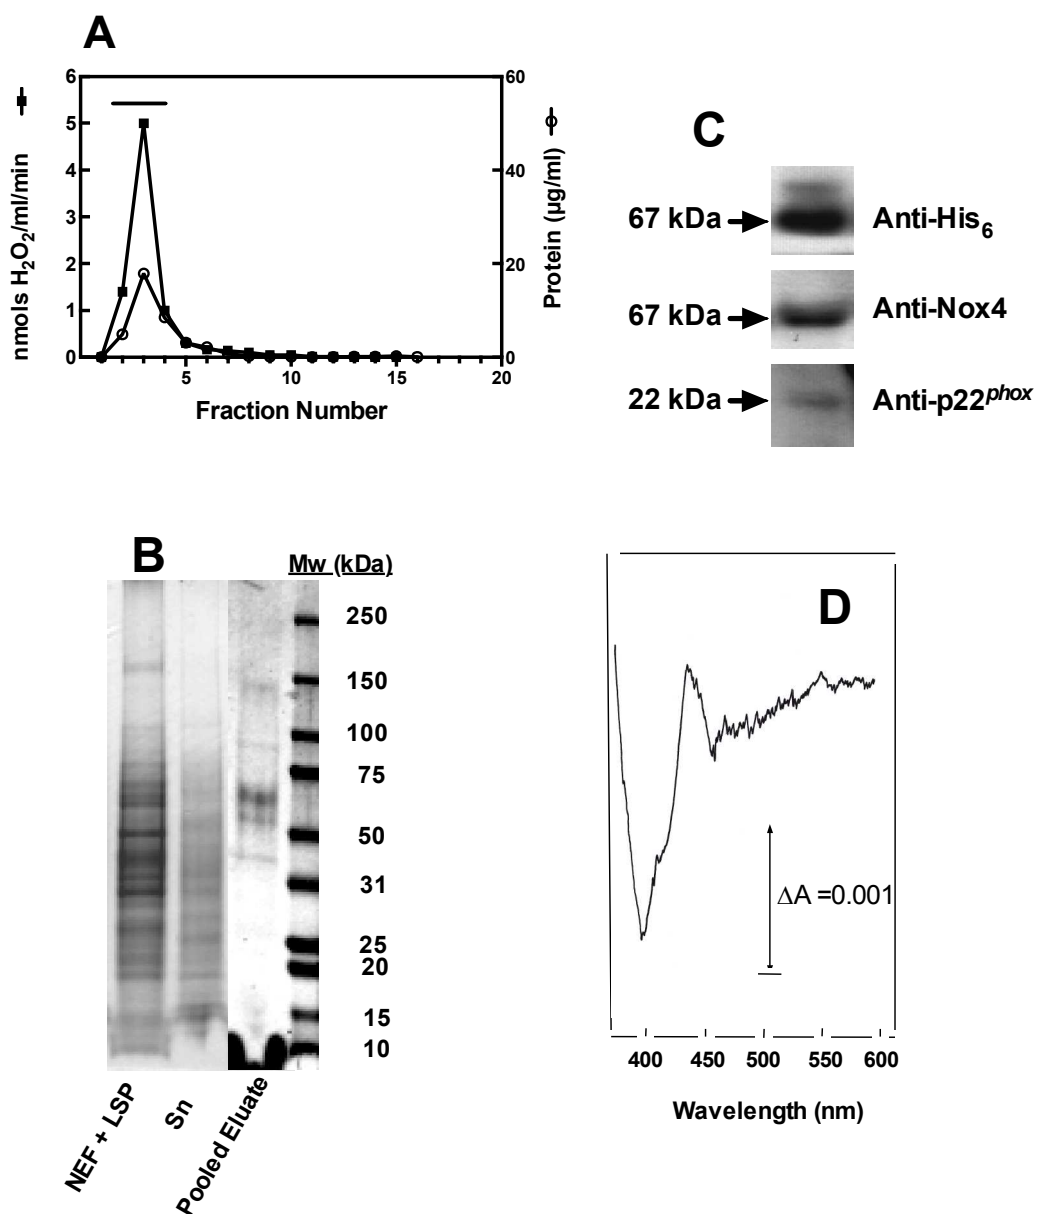 A
nmols H2O2/ml/min
6
5
4
3
2
1
0
60
40
20
0
Protein (µg/ml)
5
10
15
20
Fraction Number
C
67 kDa
Anti-His6
67 kDa
Anti-Nox4
22 kDa
Anti-p22phox
B
Mw (kDa)
250
150
100
75
50
31
25
20
15
10
NEF + LSP
Sn
Pooled Eluate
D
ΔA =0.001
400
450
500
550
600
Wavelength (nm)